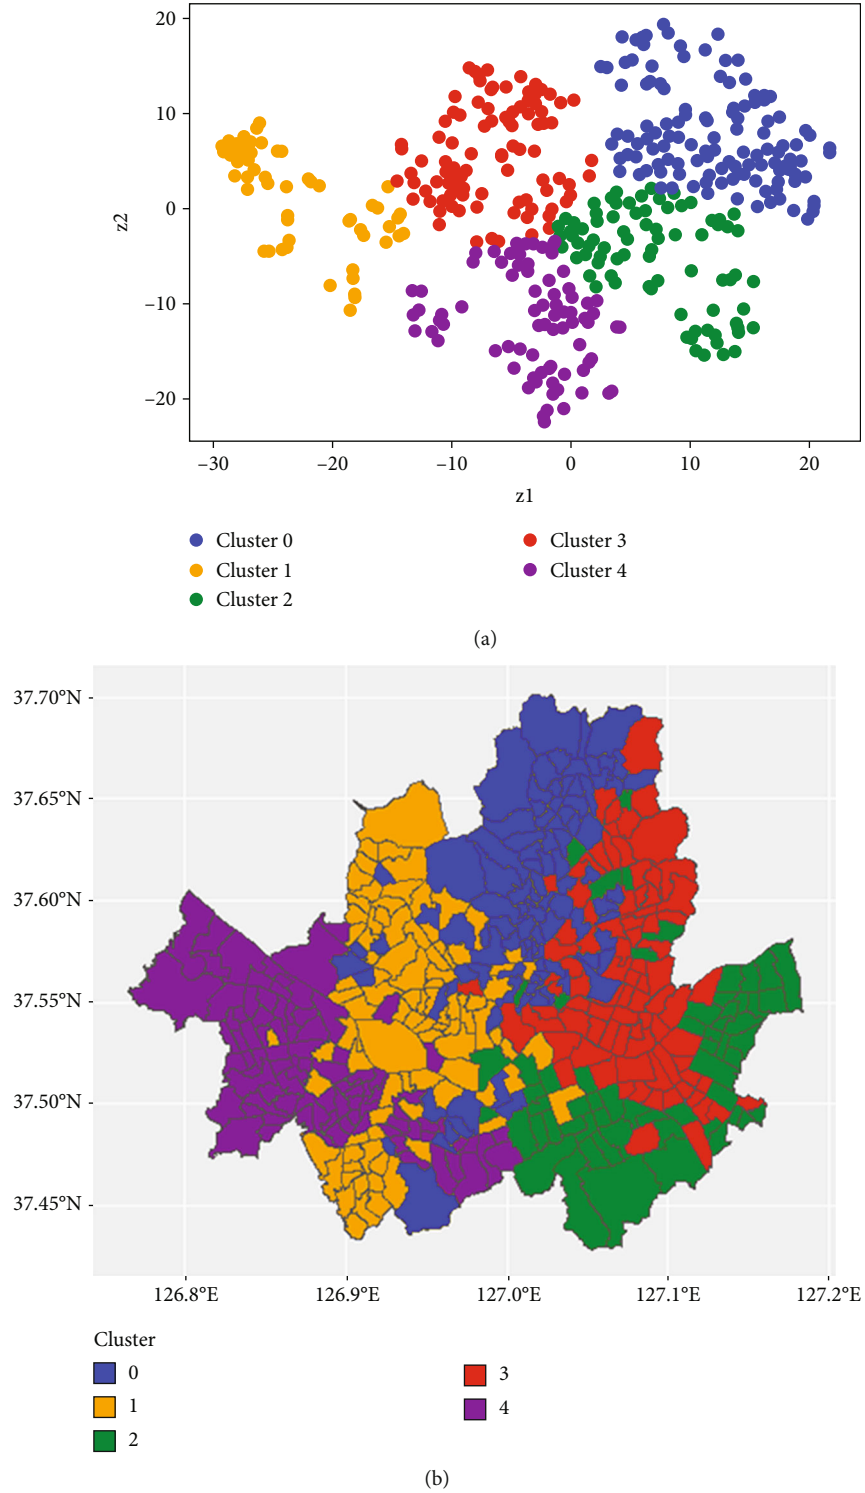 20
10
0
–10
–20
z2
–30 –20 –10 0 10 20
z1
Cluster 0 Cluster 3
Cluster 1 Cluster 4
Cluster 2
(a)
37.70°N
37.65°N
37.60°N
37.55°N
37.50°N
37.45°N
126.8°E 126.9°E 127.0°E 127.1°E 127.2°E
Cluster
0 3
1 4
2
(b)